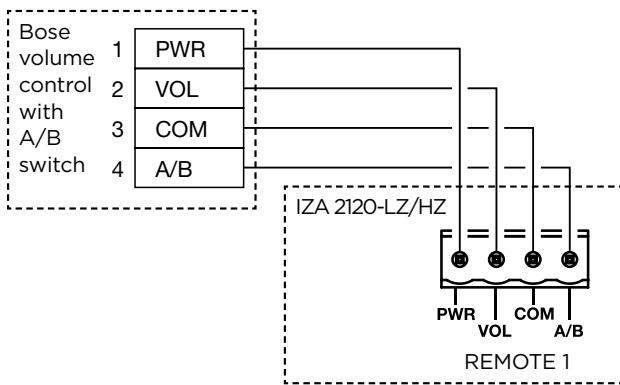 Bose
volume
control
with
A/B
switch
1 PWR
2 VOL
3 COM
4 A/B
IZA 2120-LZ/HZ
PWR
VOL
COM
A/B
REMOTE 1